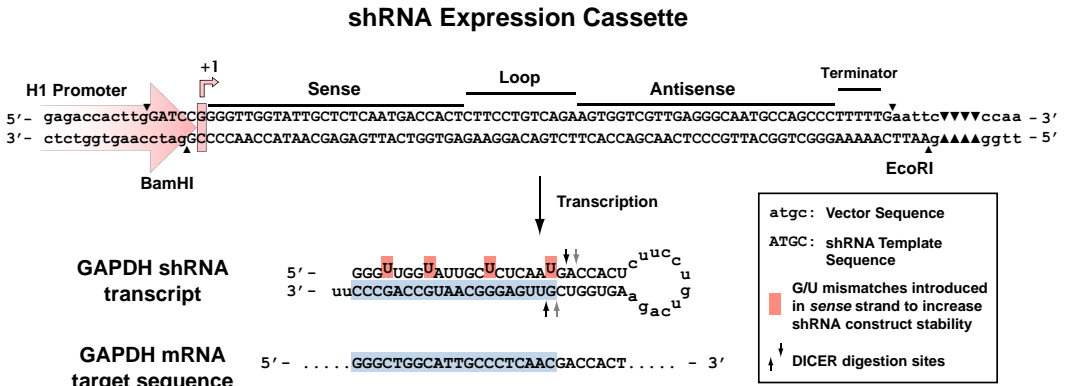 shRNA Expression Cassette
H1 Promoter
+1
Sense
Loop
Antisense
Terminator
5′- gagaccacttgGATCCGGGGTTGGTATTGCTCTCAATGACCACTCTTCCTGTCAGAAGTGGTCGTTGAGGGCAATGCCAGCCCTTTTTGaattc▼▼▼▼ccaa - 3′
3′- ctctggtgaacctagGCCCCAACCATAACGAGAGTTACTGGTGAGAAGGACAGTCTTCACCAGCAACTCCCGTTACGGTCGGGAAAAACTTAAg▲▲▲▲ggtt - 5′
BamHI
EcoRI
Transcription
GAPDH shRNA
transcript
5′- GGGUUGGUAUUGCUCUCAAUGACCACUcuuccug
3′- uuCCCGACCGUAACGGGAGUUGCUGGUGAagacu
GAPDH mRNA
target sequence
5′- .....GGGCTGGCATTGCCCTCAACGACCACT..... - 3′
atgc: Vector Sequence
ATGC: shRNA Template
Sequence
G/U mismatches introduced
in sense strand to increase
shRNA construct stability
DICER digestion sites